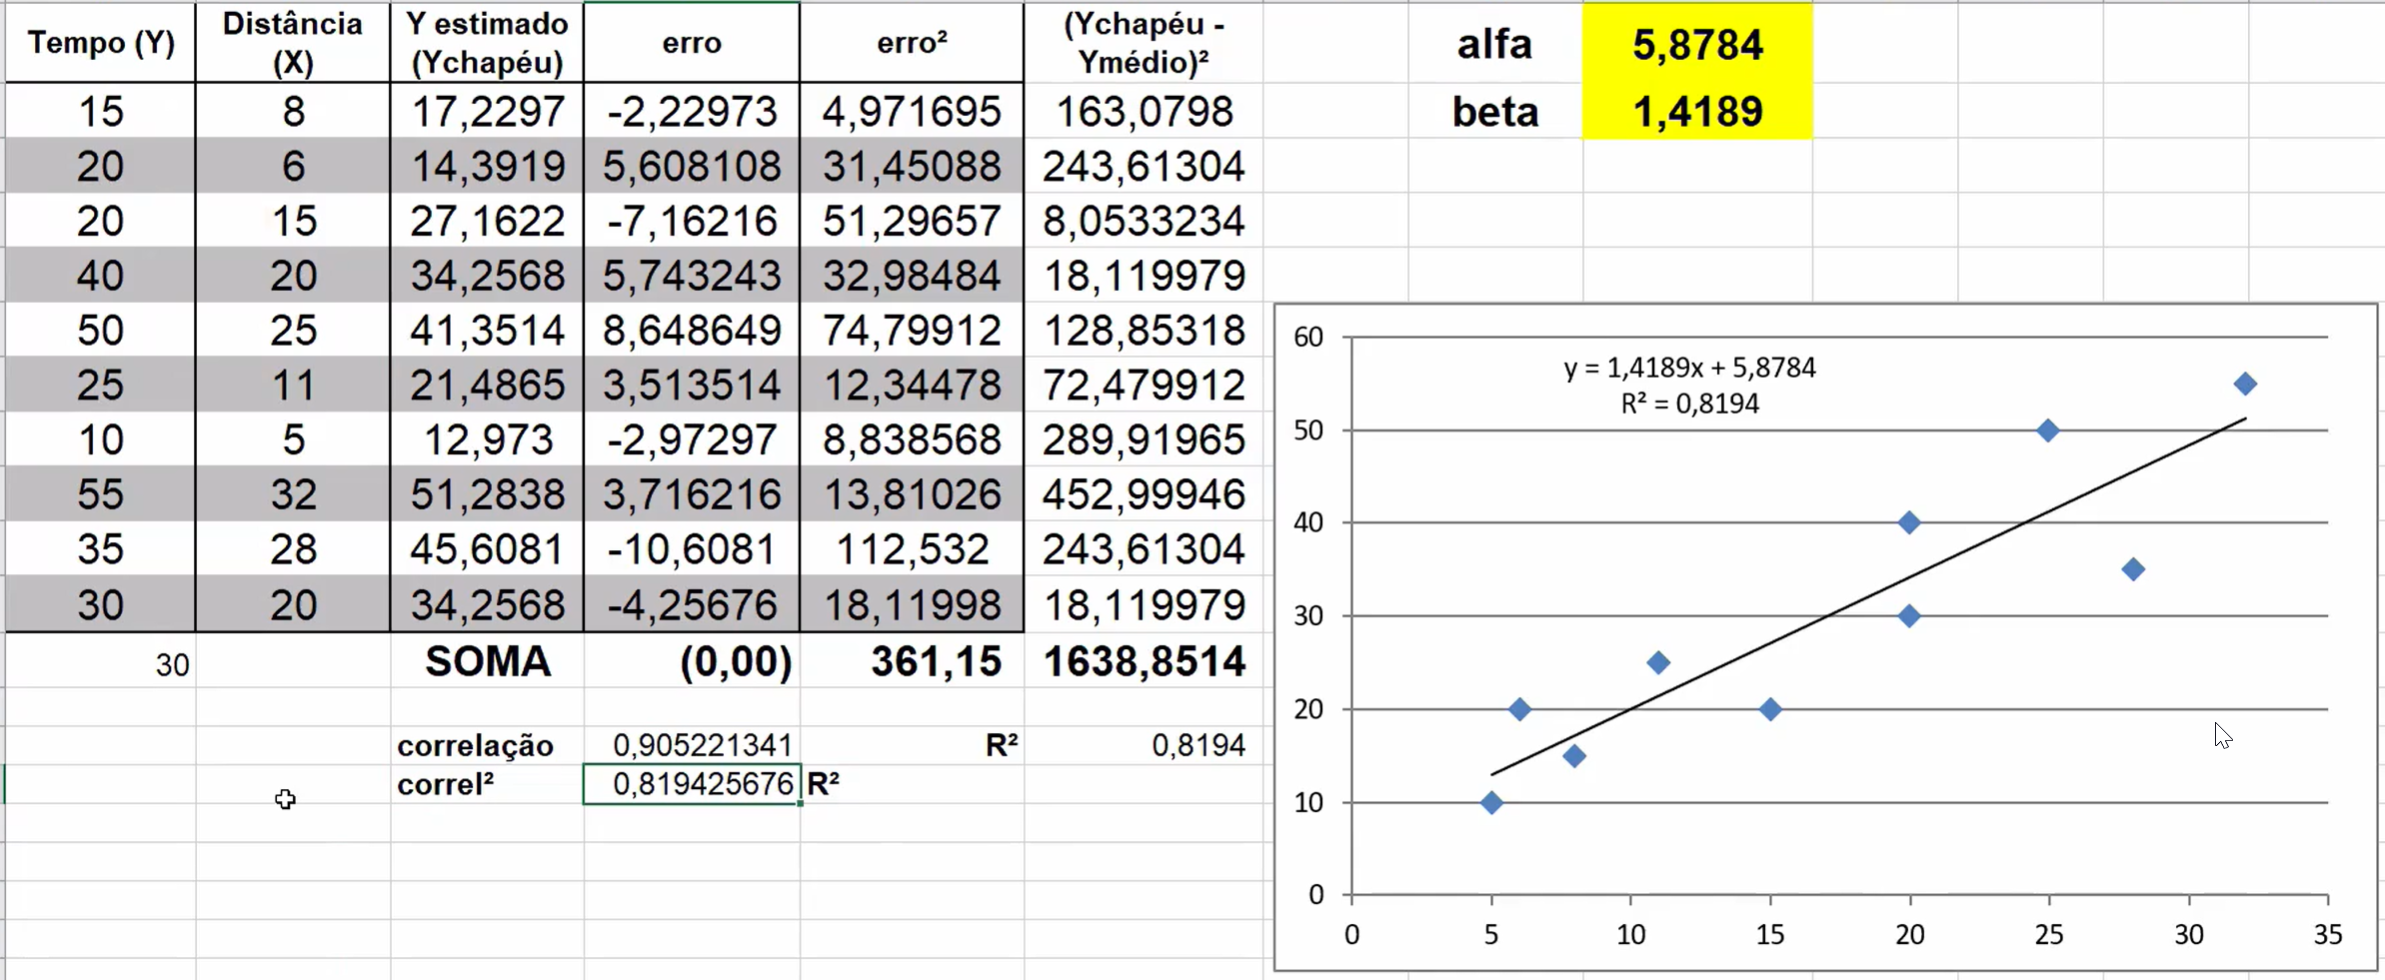 Tempo (Y) Distância (X) Y estimado (Ychapéu) erro erro² (Ychapéu - Ymédio)²
15 8 17,2297 -2,22973 4,971695 163,0798
20 6 14,3919 5,608108 31,45088 243,61304
20 15 27,1622 -7,16216 51,29657 8,0533234
40 20 34,2568 5,743243 32,98484 18,119979
50 25 41,3514 8,648649 74,79912 128,85318
25 11 21,4865 3,513514 12,34478 72,479912
10 5 12,973 -2,97297 8,838568 289,91965
55 32 51,2838 3,716216 13,81026 452,99946
35 28 45,6081 -10,6081 112,532 243,61304
30 20 34,2568 -4,25676 18,11998 18,119979
30 SOMA (0,00) 361,15 1638,8514
correlação 0,905221341 R² 0,8194
correl² 0,819425676 R²
alfa 5,8784
beta 1,4189
y = 1,4189x + 5,8784
R² = 0,8194
60
50
40
30
20
10
0
0 5 10 15 20 25 30 35